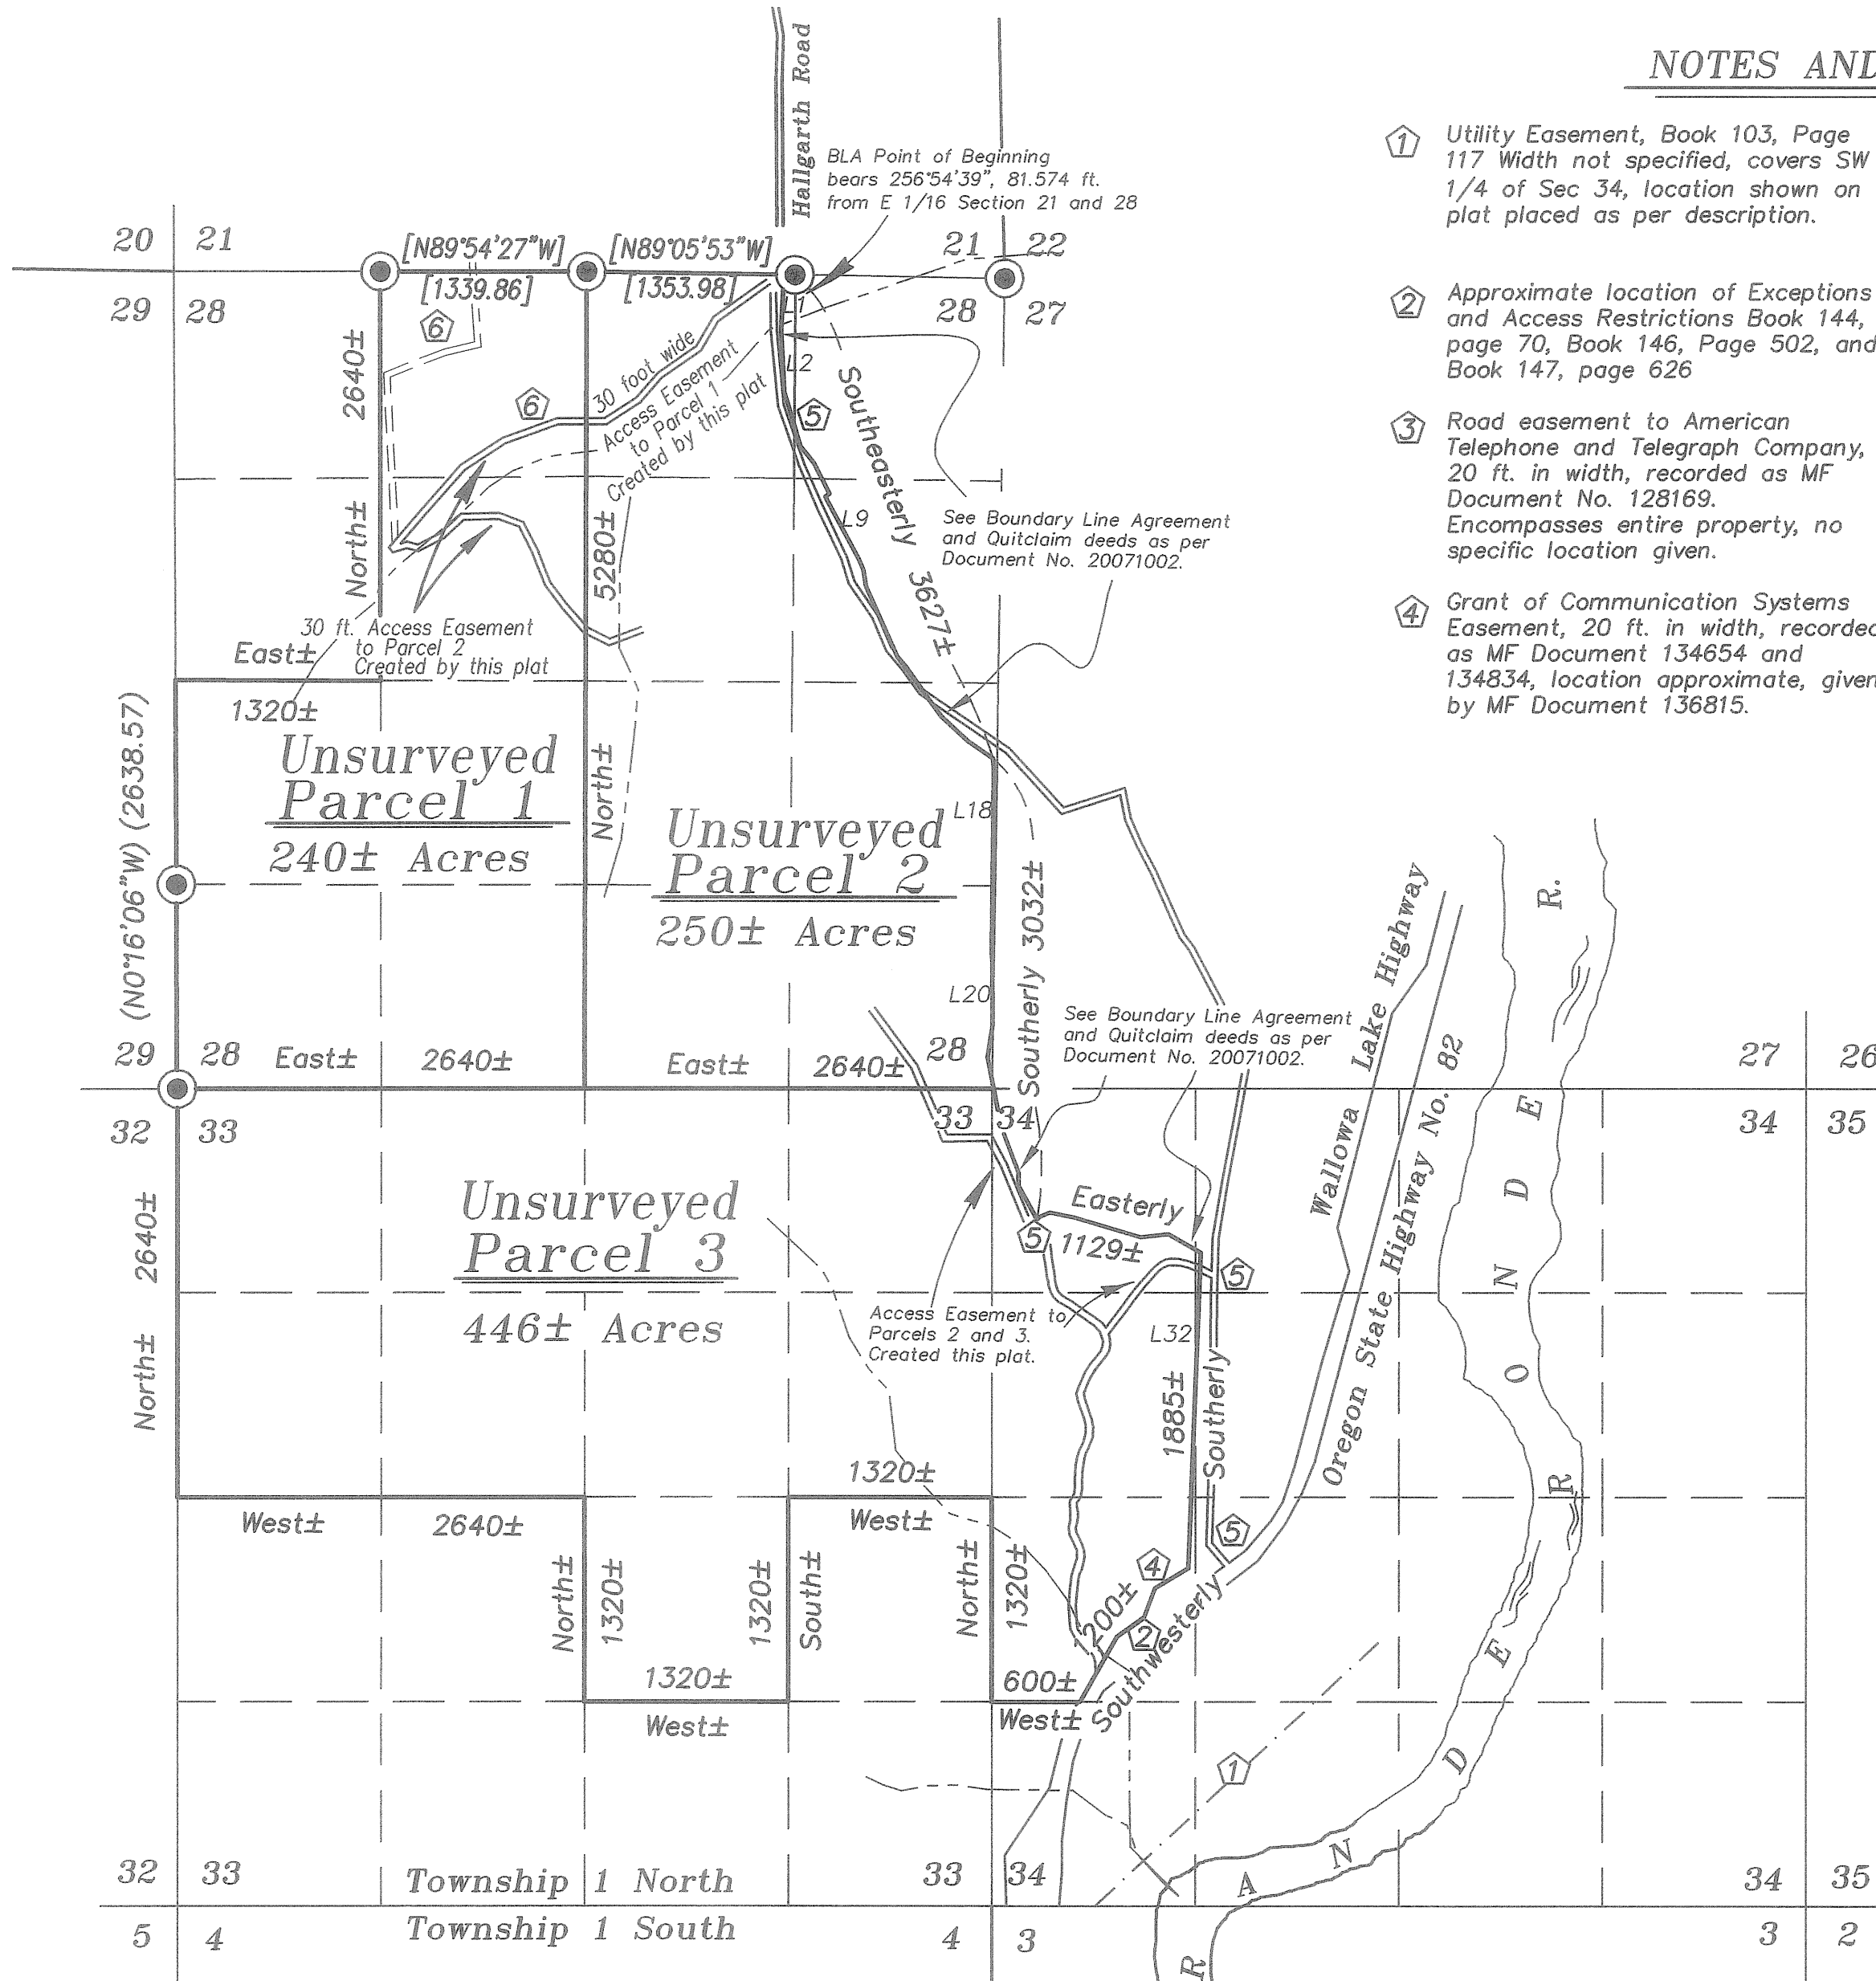 NOTES AND
1 Utility Easement, Book 103, Page
117 Width not specified, covers SW
1/4 of Sec 34, location shown on
plat placed as per description.
2 Approximate location of Exceptions
and Access Restrictions Book 144,
page 70, Book 146, Page 502, and
Book 147, page 626
3 Road easement to American
Telephone and Telegraph Company,
20 ft. in width, recorded as MF
Document No. 128169.
Encompasses entire property, no
specific location given.
4 Grant of Communication Systems
Easement, 20 ft. in width, recorded
as MF Document 134654 and
134834, location approximate, given
by MF Document 136815.
Hallgarth Road
BLA Point of Beginning
bears 256°54'39", 81.574 ft.
from E 1/16 Section 21 and 28
20 21
[N89°54'27"W]
[N89°05'53"W]
21 22
29 28
[1339.86]
[1353.98]
28 27
L1
6
2640±
North±
L2
30 foot wide
Access Easement
to Parcel 1
Created by this plat
6
5
Southeasterly 3627±
L9
See Boundary Line Agreement
and Quitclaim deeds as per
Document No. 20071002.
5280±
North±
30 ft. Access Easement
to Parcel 2
Created by this plat
East±
1320±
(N0°16'06"W) (2638.57)
Unsurveyed
Parcel 1
240± Acres
Unsurveyed
Parcel 2
250± Acres
L18
Southerly 3032±
L20
See Boundary Line Agreement
and Quitclaim deeds as per
Document No. 20071002.
Wallowa Lake Highway
Oregon State Highway No. 82
R.
29 28
East± 2640±
East± 2640±
28
27 26
32 33
33 34
34 35
2640±
North±
Unsurveyed
Parcel 3
446± Acres
Easterly
1129±
5
5
Access Easement to
Parcels 2 and 3.
Created this plat.
L32
1885±
Southerly
R A N D E
R O N D E
1320±
West± 2640±
West±
North±
1320±
1320±
South±
North±
1320±
5
4
1200±
2
Southwesterly
1320±
West±
600±
West±
1
32 33
Township 1 North
33 34
34 35
5 4
Township 1 South
4 3
3 2